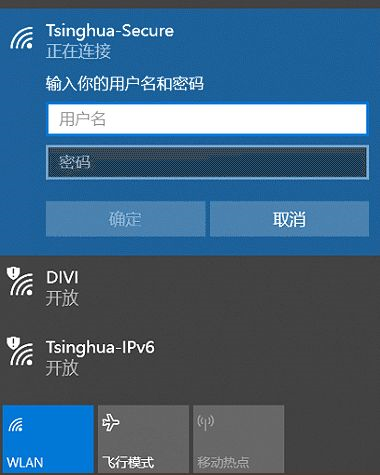 Tsinghua-Secure
正在连接
输入你的用户名和密码
用户名
密码
确定
取消
DIVI
开放
Tsinghua-IPv6
开放
WLAN
飞行模式
移动热点